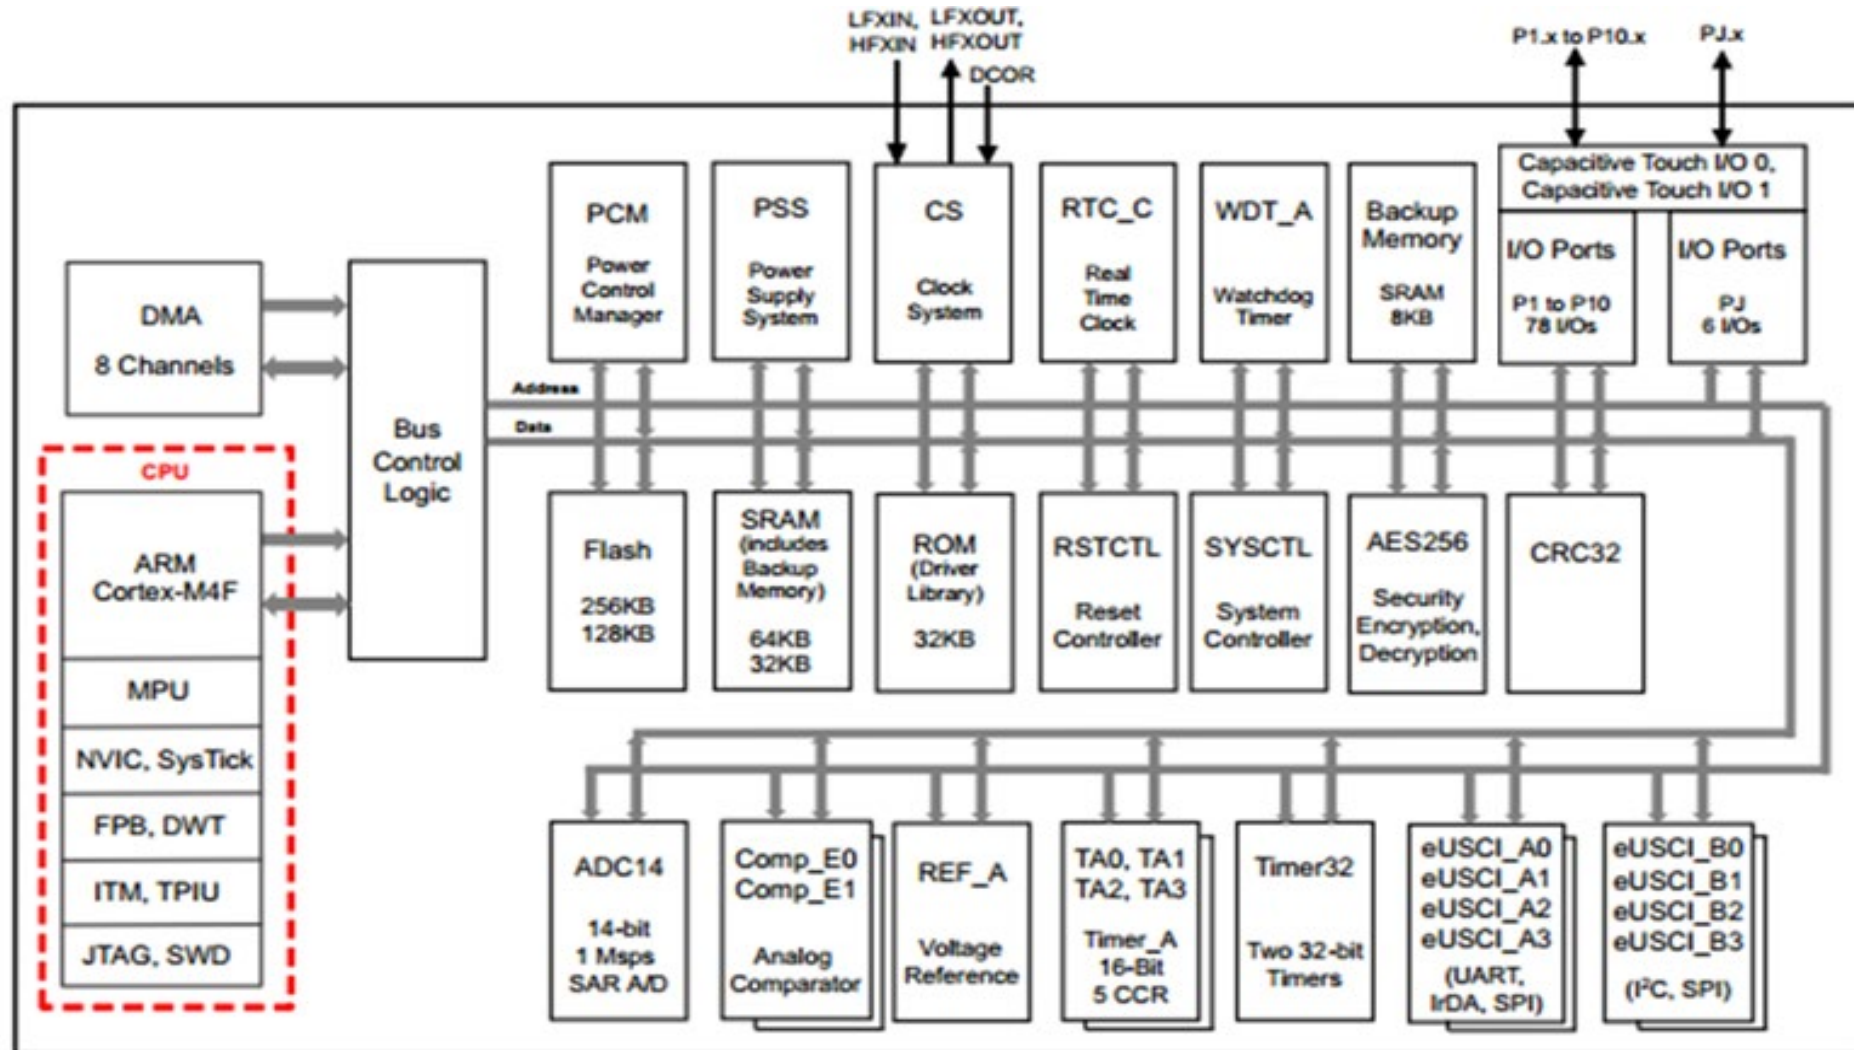 LFXIN, LFXOUT,
HFXIN HFXOUT
DCOR
P1.x to P10.x
PJ.x
Capacitive Touch I/O 0,
Capacitive Touch I/O 1
PCM
Power
Control
Manager
PSS
Power
Supply
System
CS
Clock
System
RTC_C
Real
Time
Clock
WDT_A
Watchdog
Timer
Backup
Memory
SRAM
8KB
I/O Ports
P1 to P10
78 I/Os
I/O Ports
PJ
6 I/Os
DMA
8 Channels
Bus
Control
Logic
Address
Data
CPU
ARM
Cortex-M4F
MPU
NVIC, SysTick
FPB, DWT
ITM, TPIU
JTAG, SWD
Flash
256KB
128KB
SRAM
(includes
Backup
Memory)
64KB
32KB
ROM
(Driver
Library)
32KB
RSTCTL
Reset
Controller
SYSCTL
System
Controller
AES256
Security
Encryption,
Decryption
CRC32
ADC14
14-bit
1 Msps
SAR A/D
Comp_E0
Comp_E1
Analog
Comparator
REF_A
Voltage
Reference
TA0, TA1
TA2, TA3
Timer_A
16-Bit
5 CCR
Timer32
Two 32-bit
Timers
eUSCI_A0
eUSCI_A1
eUSCI_A2
eUSCI_A3
(UART,
IrDA, SPI)
eUSCI_B0
eUSCI_B1
eUSCI_B2
eUSCI_B3
(I²C, SPI)